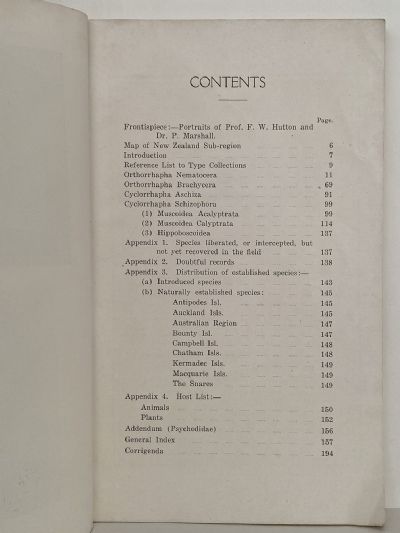 CONTENTS
Page.
Frontispiece:—Portraits of Prof. F. W. Hutton and
Dr. P. Marshall.
Map of New Zealand Sub-region 6
Introduction 7
Reference List to Type Collections 9
Orthorrhapha Nematocera 11
Orthorrhapha Brachycera 69
Cyclorrhapha Aschiza 91
Cyclorrhapha Schizophora 99
(1) Muscoidea Acalyptrata 99
(2) Muscoidea Calyptrata 114
(3) Hippoboscoidea 137
Appendix 1. Species liberated, or intercepted, but
not yet recovered in the field 137
Appendix 2. Doubtful records 138
Appendix 3. Distribution of established species:—
(a) Introduced species 143
(b) Naturally established species: 145
Antipodes Isl. 145
Auckland Isls. 145
Australian Region 147
Bounty Isl. 147
Campbell Isl. 148
Chatham Isls. 148
Kermadec Isls. 149
Macquarie Isls. 149
The Snares 149
Appendix 4. Host List:—
Animals 150
Plants 152
Addendum (Psychodidae) 156
General Index 157
Corrigenda 194